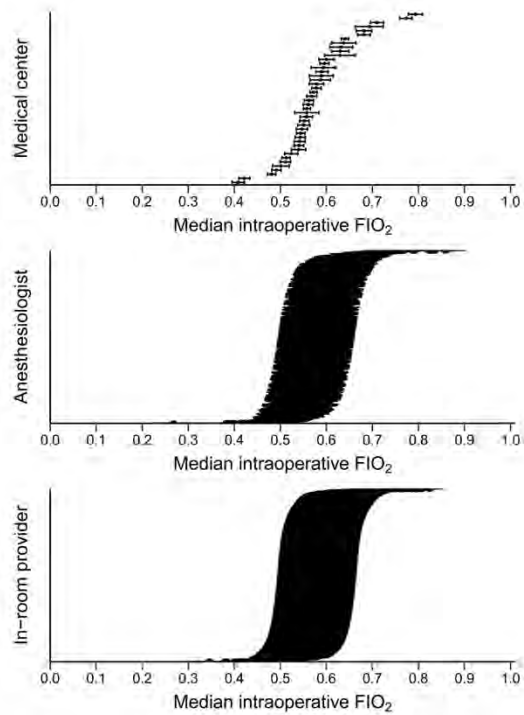 Medical center
0.0 0.1 0.2 0.3 0.4 0.5 0.6 0.7 0.8 0.9 1.0
Median intraoperative FIO₂
Anesthesiologist
0.0 0.1 0.2 0.3 0.4 0.5 0.6 0.7 0.8 0.9 1.0
Median intraoperative FIO₂
In−room provider
0.0 0.1 0.2 0.3 0.4 0.5 0.6 0.7 0.8 0.9 1.0
Median intraoperative FIO₂